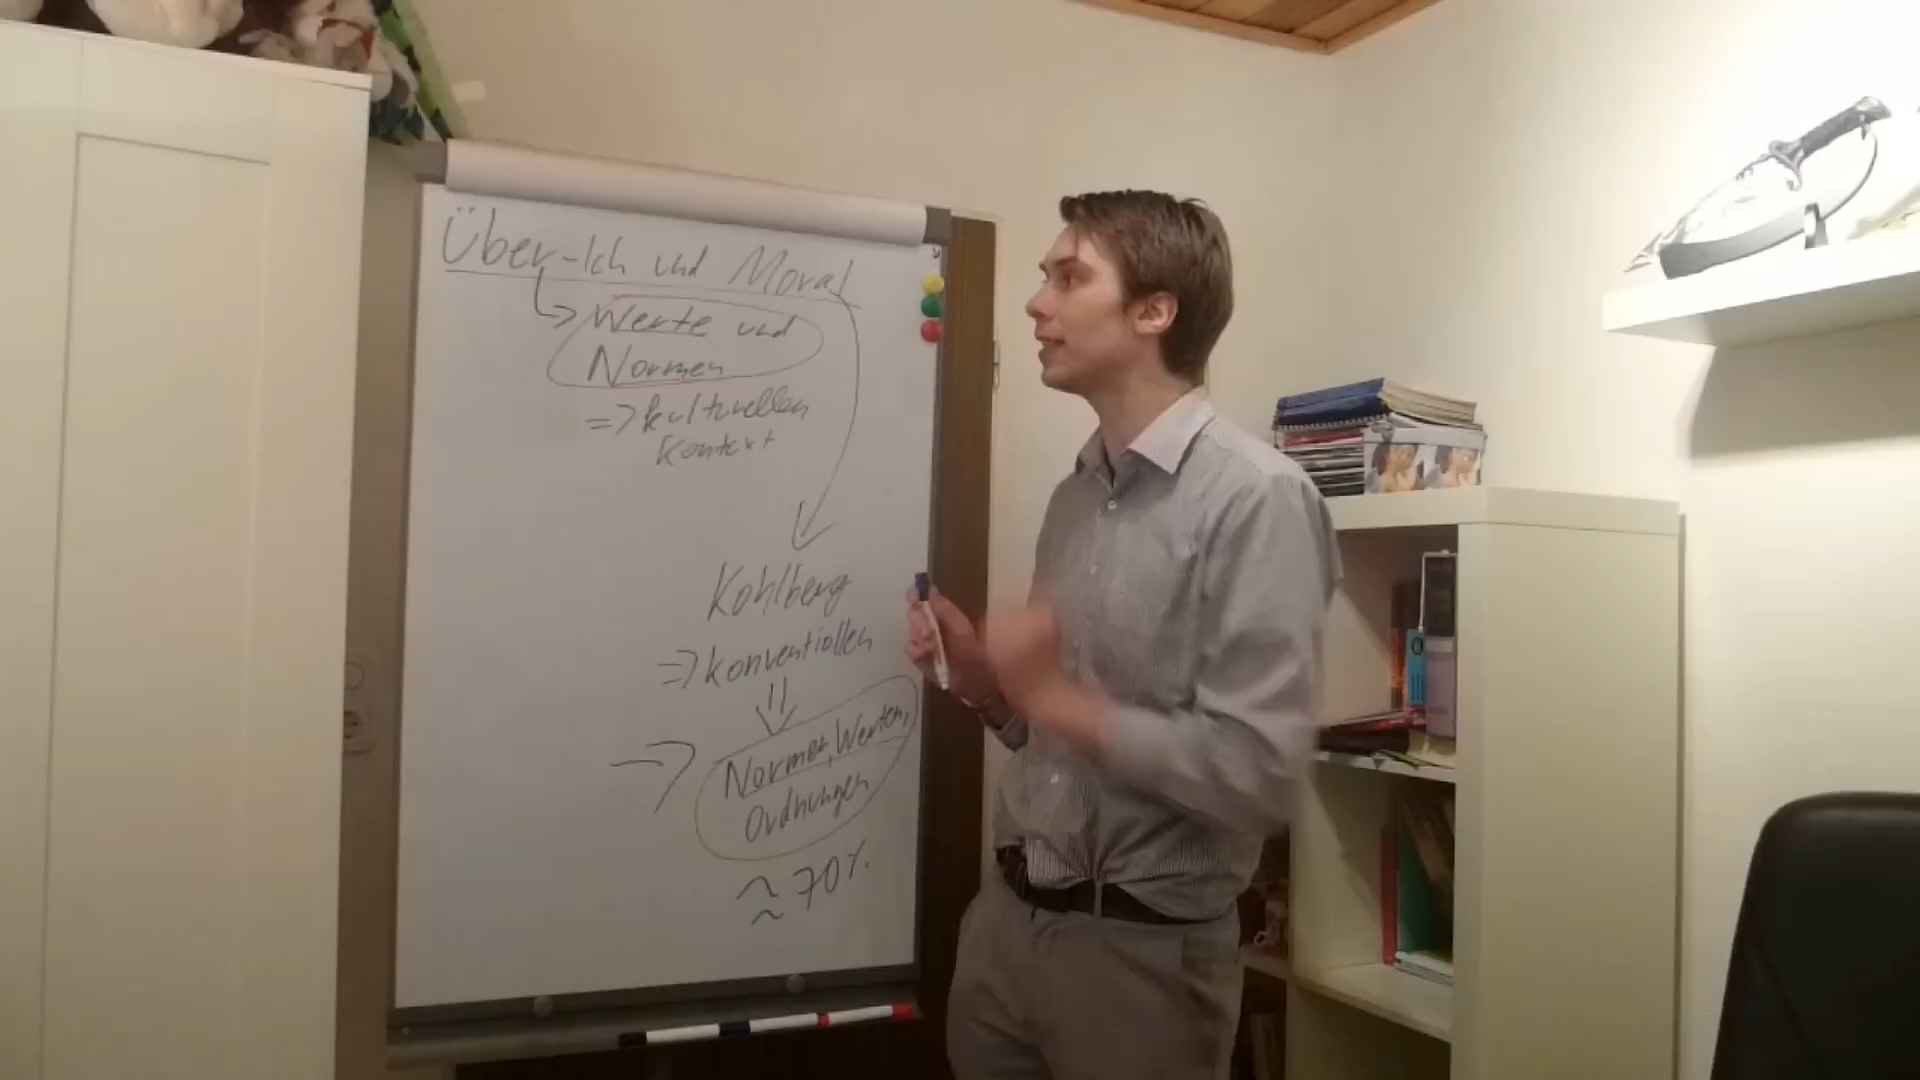 Über-Ich und Moral
Werte und
Normen
=> kulturellen
Kontext
Kohlberg
=> konventiollen
Normen, Werten,
Ordnungen
≈ 70%